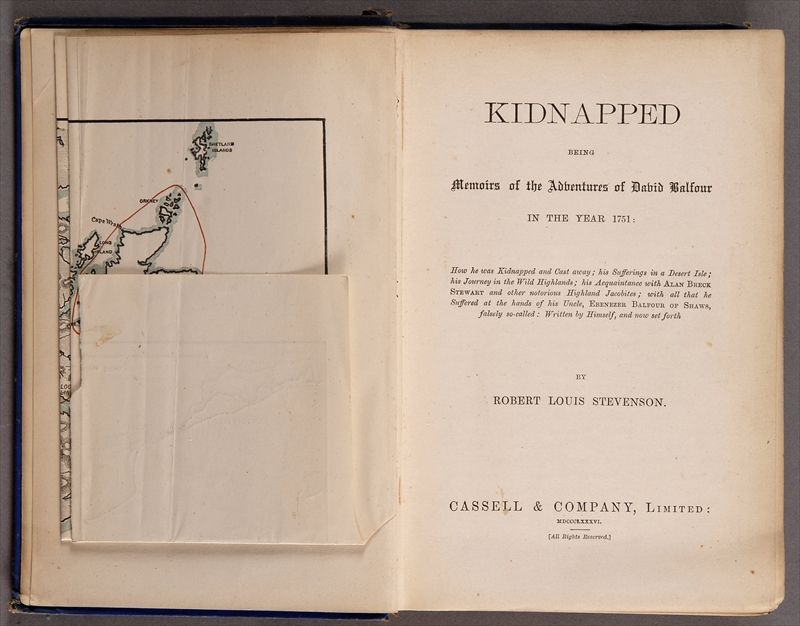 SHETLAND
ISLANDS
ORKNEY
Cape Wrath
LONG
ISLAND
KIDNAPPED
BEING
Memoirs of the Adventures of David Balfour
IN THE YEAR 1751:
How he was Kidnapped and Cast away; his Sufferings in a Desert Isle;
his Journey in the Wild Highlands; his Acquaintance with ALAN BRECK
STEWART and other notorious Highland Jacobites; with all that he
Suffered at the hands of his Uncle, EBENEZER BALFOUR OF SHAWS,
falsely so-called: Written by Himself, and now set forth
BY
ROBERT LOUIS STEVENSON.
CASSELL & COMPANY, LIMITED:
MDCCCLXXXVI.
[All Rights Reserved.]